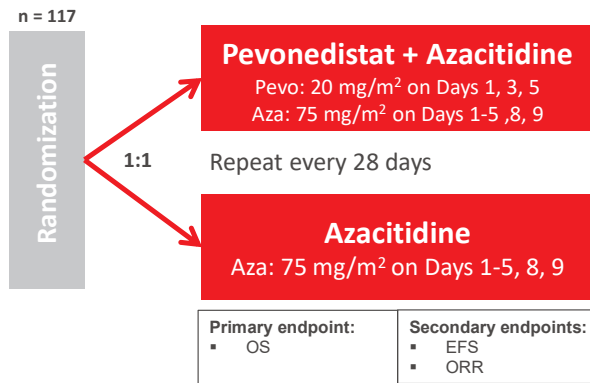 n = 117
Randomization
1:1
Pevonedistat + Azacitidine
Pevo: 20 mg/m² on Days 1, 3, 5
Aza: 75 mg/m² on Days 1-5 ,8, 9
Repeat every 28 days
Azacitidine
Aza: 75 mg/m² on Days 1-5, 8, 9
Primary endpoint:
▪ OS
Secondary endpoints:
▪ EFS
▪ ORR